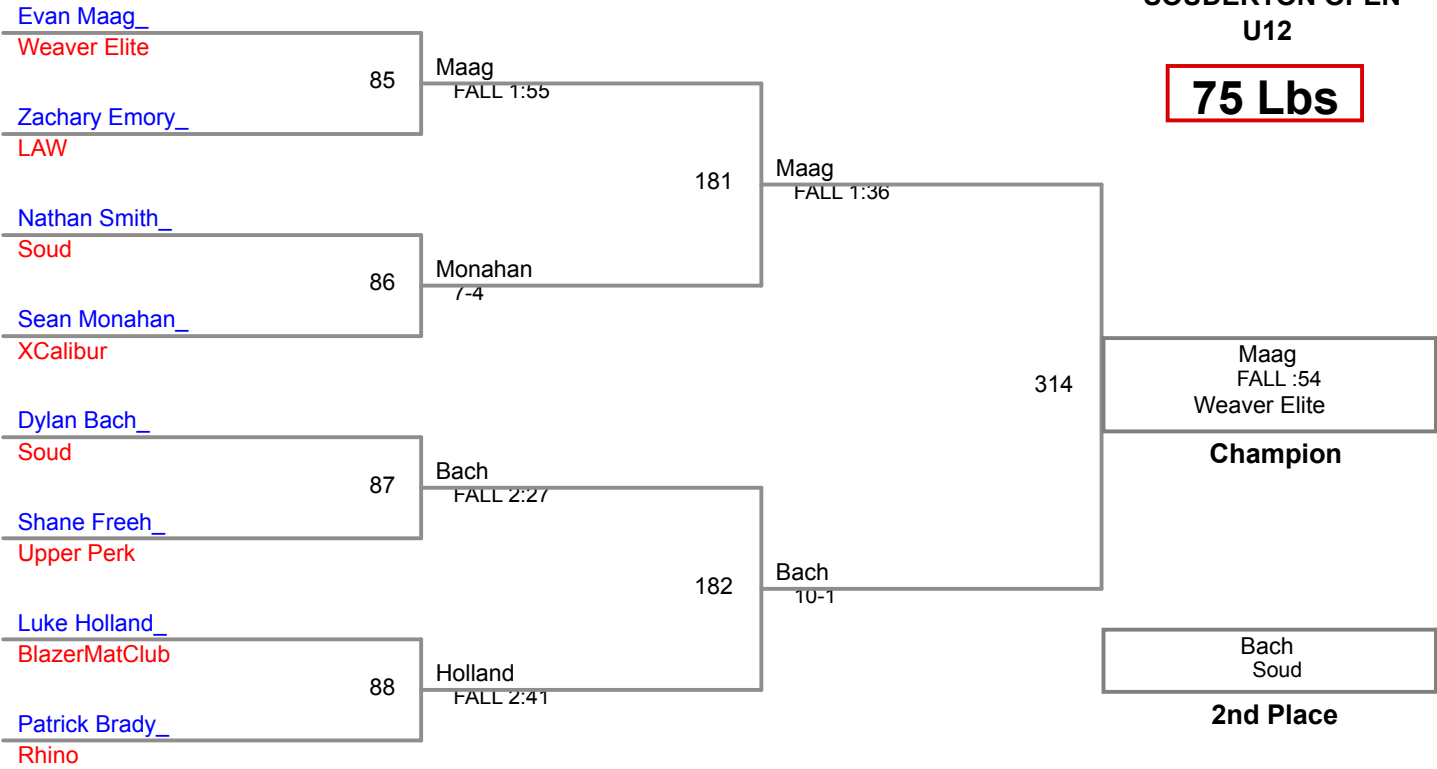 SOUDERTON OPEN
U12
75 Lbs
Evan Maag_
Weaver Elite
85
Maag
FALL 1:55
Zachary Emory_
LAW
181
Maag
FALL 1:36
Nathan Smith_
Soud
86
Monahan
7-4
Sean Monahan_
XCalibur
314
Maag
FALL :54
Weaver Elite
Champion
Dylan Bach_
Soud
87
Bach
FALL 2:27
Shane Freeh_
Upper Perk
182
Bach
10-1
Luke Holland_
BlazerMatClub
88
Holland
FALL 2:41
Patrick Brady_
Rhino
Bach
Soud
2nd Place